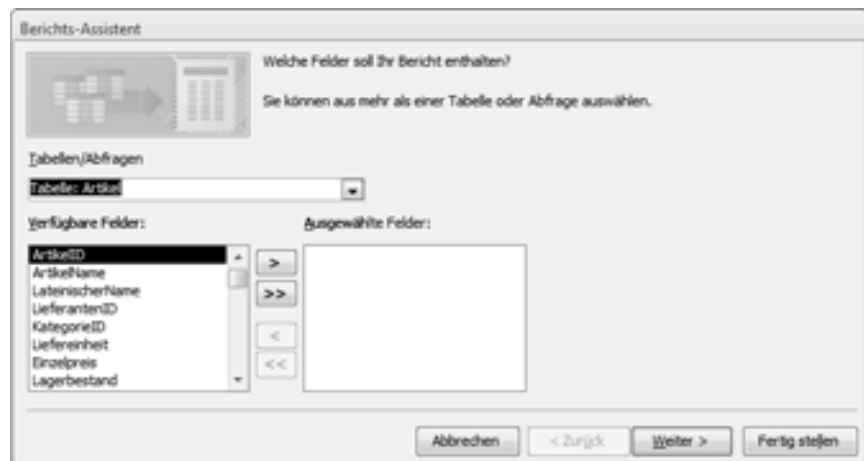 Berichts-Assistent
Welche Felder soll Ihr Bericht enthalten?
Sie können aus mehr als einer Tabelle oder Abfrage auswählen.
Tabellen/Abfragen
Tabelle: Artikel
Verfügbare Felder:
Ausgewählte Felder:
ArtikelID
ArtikelName
LateinischerName
LieferantenID
KategorieID
Liefereinheit
Einzelpreis
Lagerbestand
>
>>
<
<<
Abbrechen
< Zurück
Weiter >
Fertig stellen